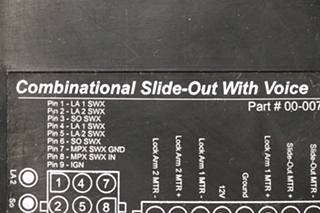 Combinational Slide-Out With Voice
Part # 00-007
Pin 1 - LA 1 SWX
Pin 2 - LA 2 SWX
Pin 3 - SO SWX
Pin 4 - LA 1 SWX
Pin 5 - LA 2 SWX
Pin 6 - SO SWX
Pin 7 - MPX SWX GND
Pin 8 - MPX SWX IN
Pin 9 - IGN
Lock Arm 2 MTR +
Lock Arm 2 MTR -
Lock Arm 1 MTR -
12V
Ground
Lock Arm 1 MTR +
Slide-Out MTR +
Slide-Out MTR -
LA 2
So
1 4 7
2 5 8